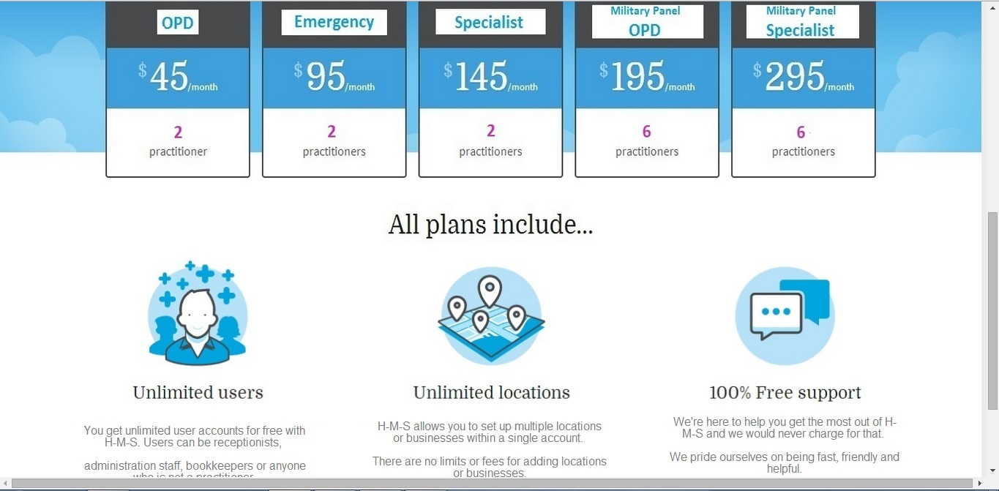 OPD
Emergency
Specialist
Military Panel
OPD
Military Panel
Specialist
$45/month
$95/month
$145/month
$195/month
$295/month
2
practitioner
2
practitioners
2
practitioners
6
practitioners
6
practitioners
All plans include...
Unlimited users
You get unlimited user accounts for free with
H-M-S. Users can be receptionists,
administration staff, bookkeepers or anyone
who is not a practitioner
Unlimited locations
H-M-S allows you to set up multiple locations
or businesses within a single account.
There are no limits or fees for adding locations
or businesses.
100% Free support
We're here to help you get the most out of H-
M-S and we would never charge for that.
We pride ourselves on being fast, friendly and
helpful.